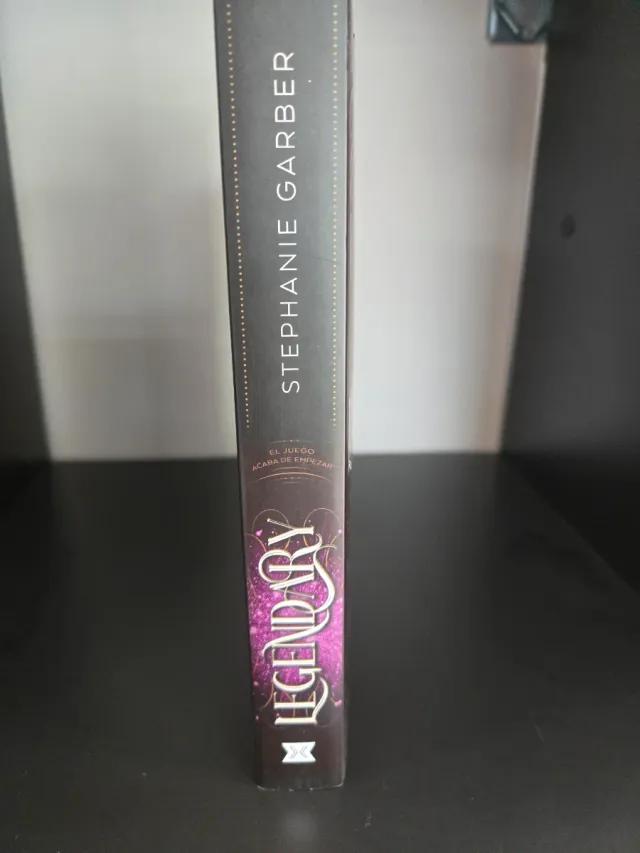 STEPHANIE GARBER
EL JUEGO
ACABA DE EMPEZAR
LEGENDARY